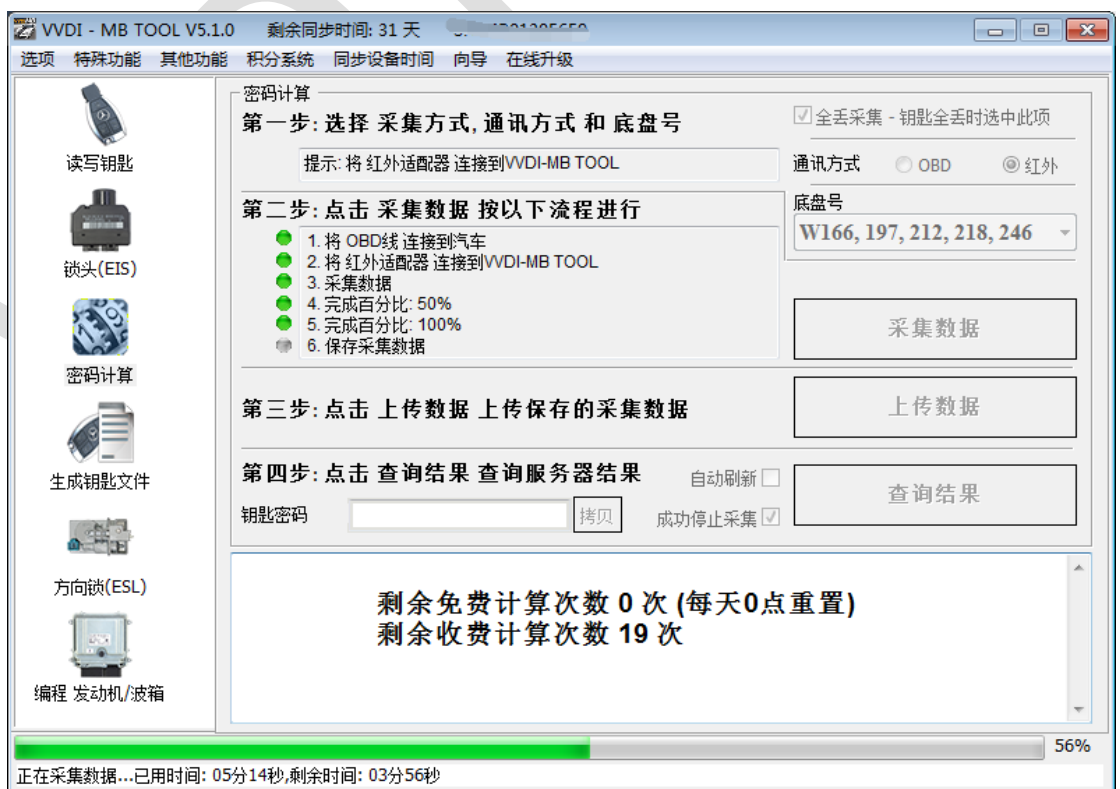 VVDI - MB TOOL V5.1.0 剩余同步时间: 31 天
选项 特殊功能 其他功能 积分系统 同步设备时间 向导 在线升级
读写钥匙
锁头(EIS)
密码计算
生成钥匙文件
方向锁(ESL)
编程 发动机/波箱
密码计算
第一步: 选择 采集方式, 通讯方式 和 底盘号
全丢采集 - 钥匙全丢时选中此项
提示: 将 红外适配器 连接到VVDI-MB TOOL
通讯方式 OBD 红外
底盘号
W166, 197, 212, 218, 246
第二步: 点击 采集数据 按以下流程进行
1. 将 OBD线 连接到汽车
2. 将 红外适配器 连接到VVDI-MB TOOL
3. 采集数据
4. 完成百分比: 50%
5. 完成百分比: 100%
6. 保存采集数据
采集数据
第三步: 点击 上传数据 上传保存的采集数据
上传数据
第四步: 点击 查询结果 查询服务器结果
自动刷新
查询结果
钥匙密码
拷贝
成功停止采集
剩余免费计算次数 0 次 (每天0点重置)
剩余收费计算次数 19 次
56%
正在采集数据...已用时间: 05分14秒,剩余时间: 03分56秒